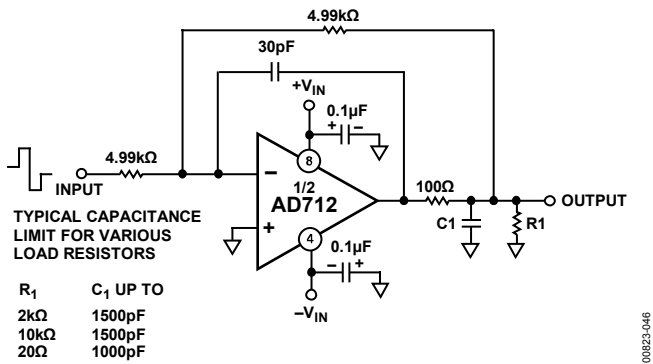 4.99kΩ
30pF
+VIN
0.1µF
+ −
4.99kΩ
8
−
1/2
AD712
100Ω
OUTPUT
INPUT
+
C1
R1
TYPICAL CAPACITANCE
LIMIT FOR VARIOUS
LOAD RESISTORS
4
0.1µF
− +
−VIN
R1 C1 UP TO
2kΩ 1500pF
10kΩ 1500pF
20Ω 1000pF
00823-046